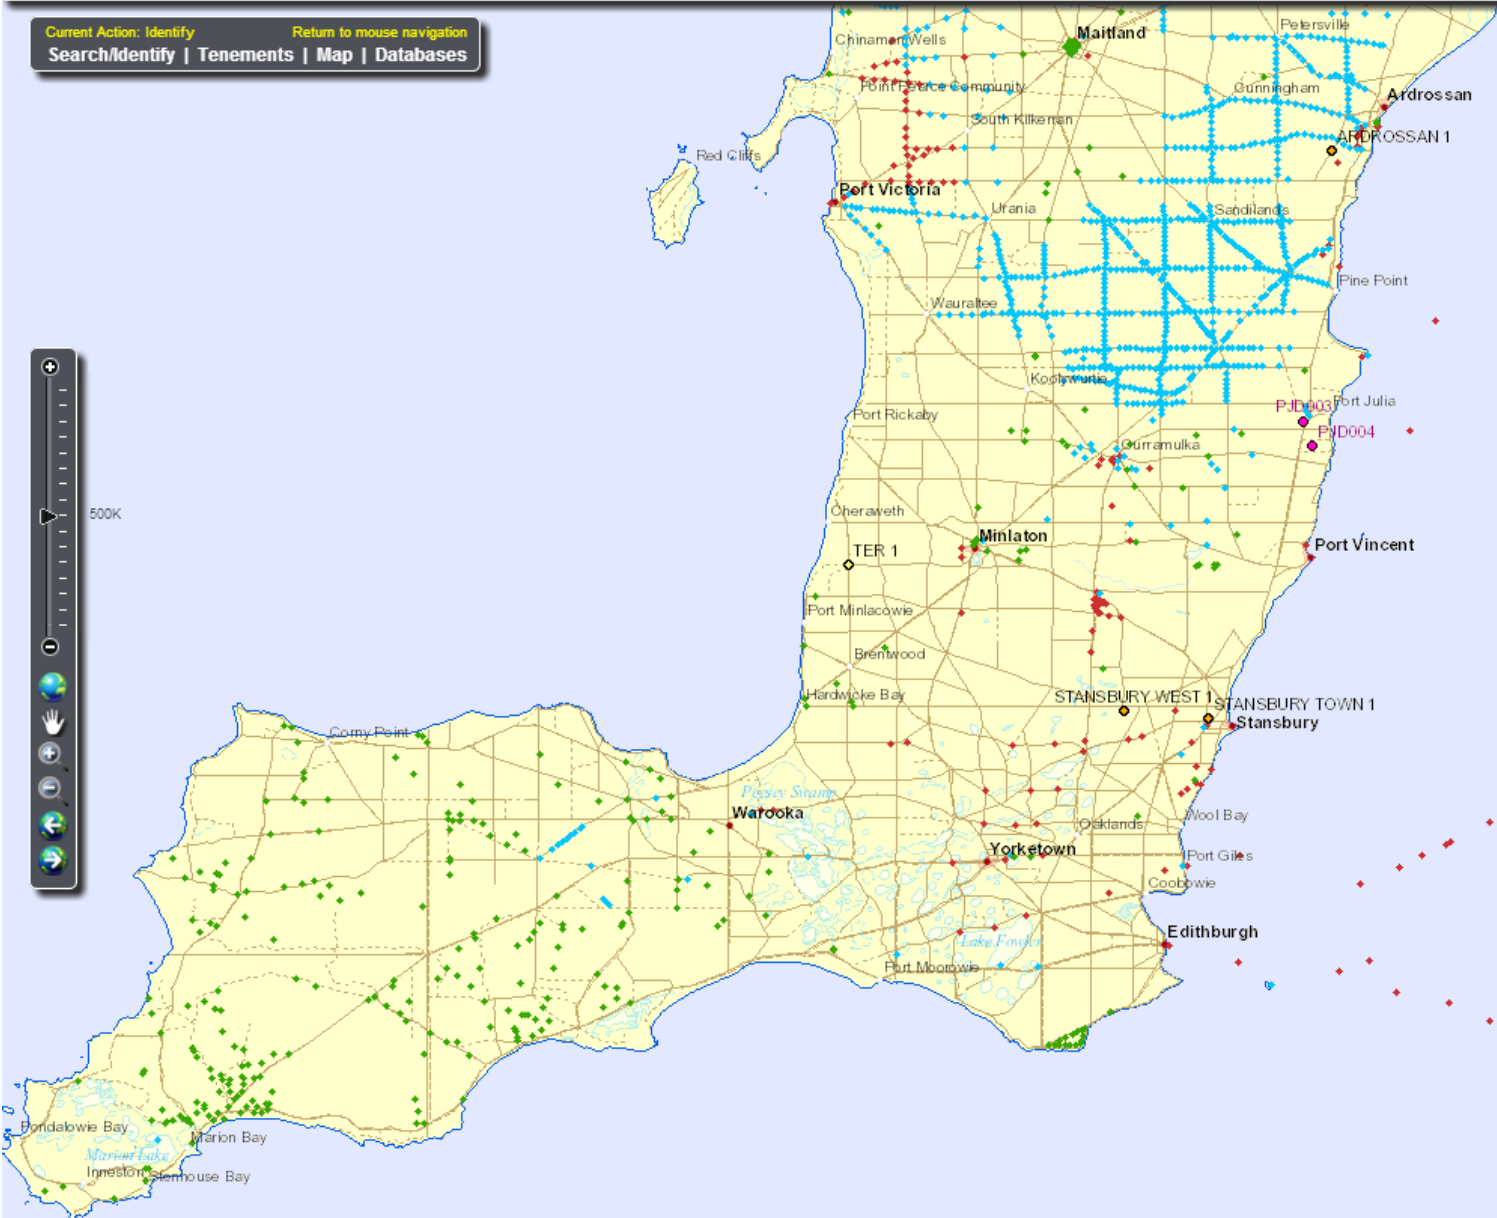 Current Action: Identify Return to mouse navigation
Search/Identify | Tenements | Map | Databases
Petersville
Maitland
Chinaman Wells
Point Pearce Community
Cunningham
Ardrossan
South Kilkerran
ARDROSSAN 1
Red Cliffs
Port Victoria
Urania
Sandilands
Pine Point
Wauraltee
Koolywurtie
Port Rickaby
PJD003
Port Julia
PJD004
Curramulka
500K
Cheraweth
Minlaton
Port Vincent
TER 1
Port Minlacowie
Brentwood
Hardwicke Bay
STANSBURY WEST 1
STANSBURY TOWN 1
Stansbury
Corny Point
Peesey Swamp
Warooka
Wool Bay
Oaklands
Yorketown
Port Giles
Coobowie
Edithburgh
Lake Fowler
Port Moorowie
Pondalowie Bay
Marion Bay
Marion Lake
Inneston
Stenhouse Bay